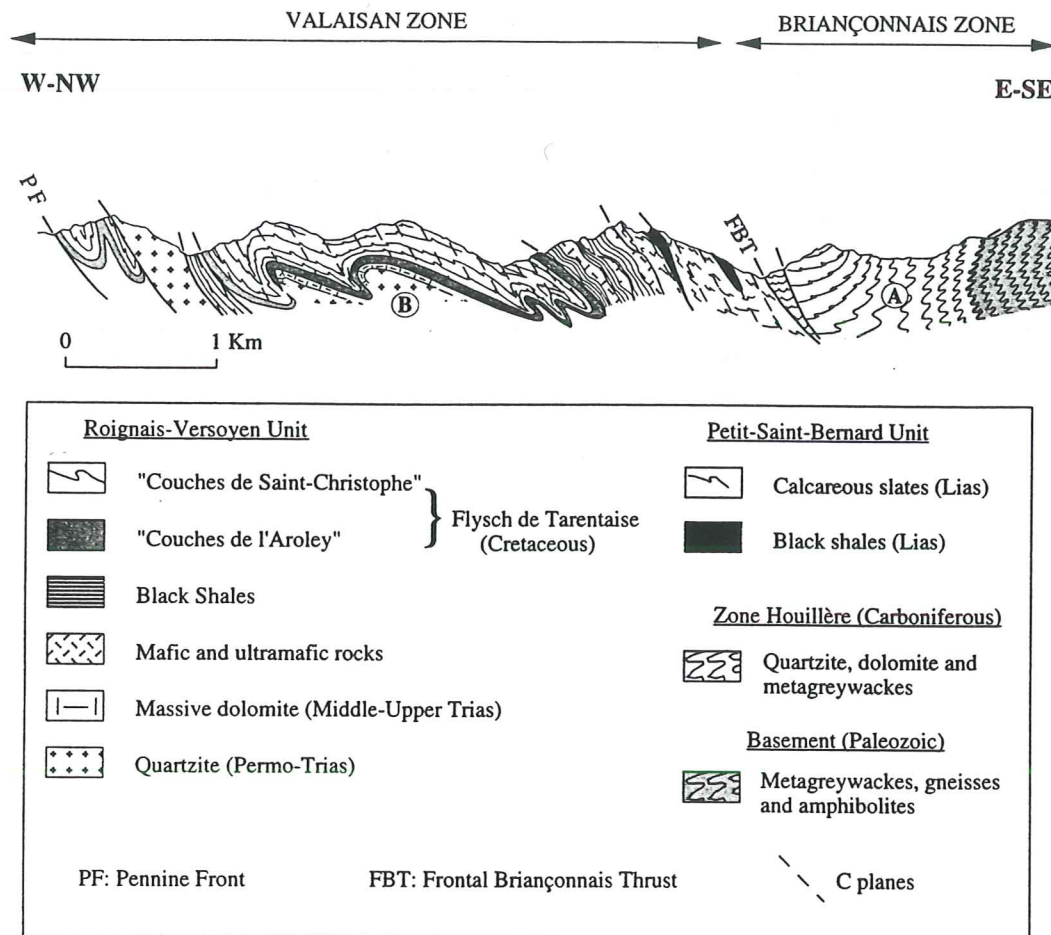 VALAISAN ZONE
BRIANÇONNAIS ZONE
W-NW
E-SE
P F
FBT
B
A
0
1 Km
Roignais-Versoyen Unit
"Couches de Saint-Christophe"
"Couches de l'Aroley"
Flysch de Tarentaise
(Cretaceous)
Black Shales
Mafic and ultramafic rocks
Massive dolomite (Middle-Upper Trias)
Quartzite (Permo-Trias)
Petit-Saint-Bernard Unit
Calcareous slates (Lias)
Black shales (Lias)
Zone Houillère (Carboniferous)
Quartzite, dolomite and
metagreywackes
Basement (Paleozoic)
Metagreywackes, gneisses
and amphibolites
PF: Pennine Front
FBT: Frontal Briançonnais Thrust
C planes